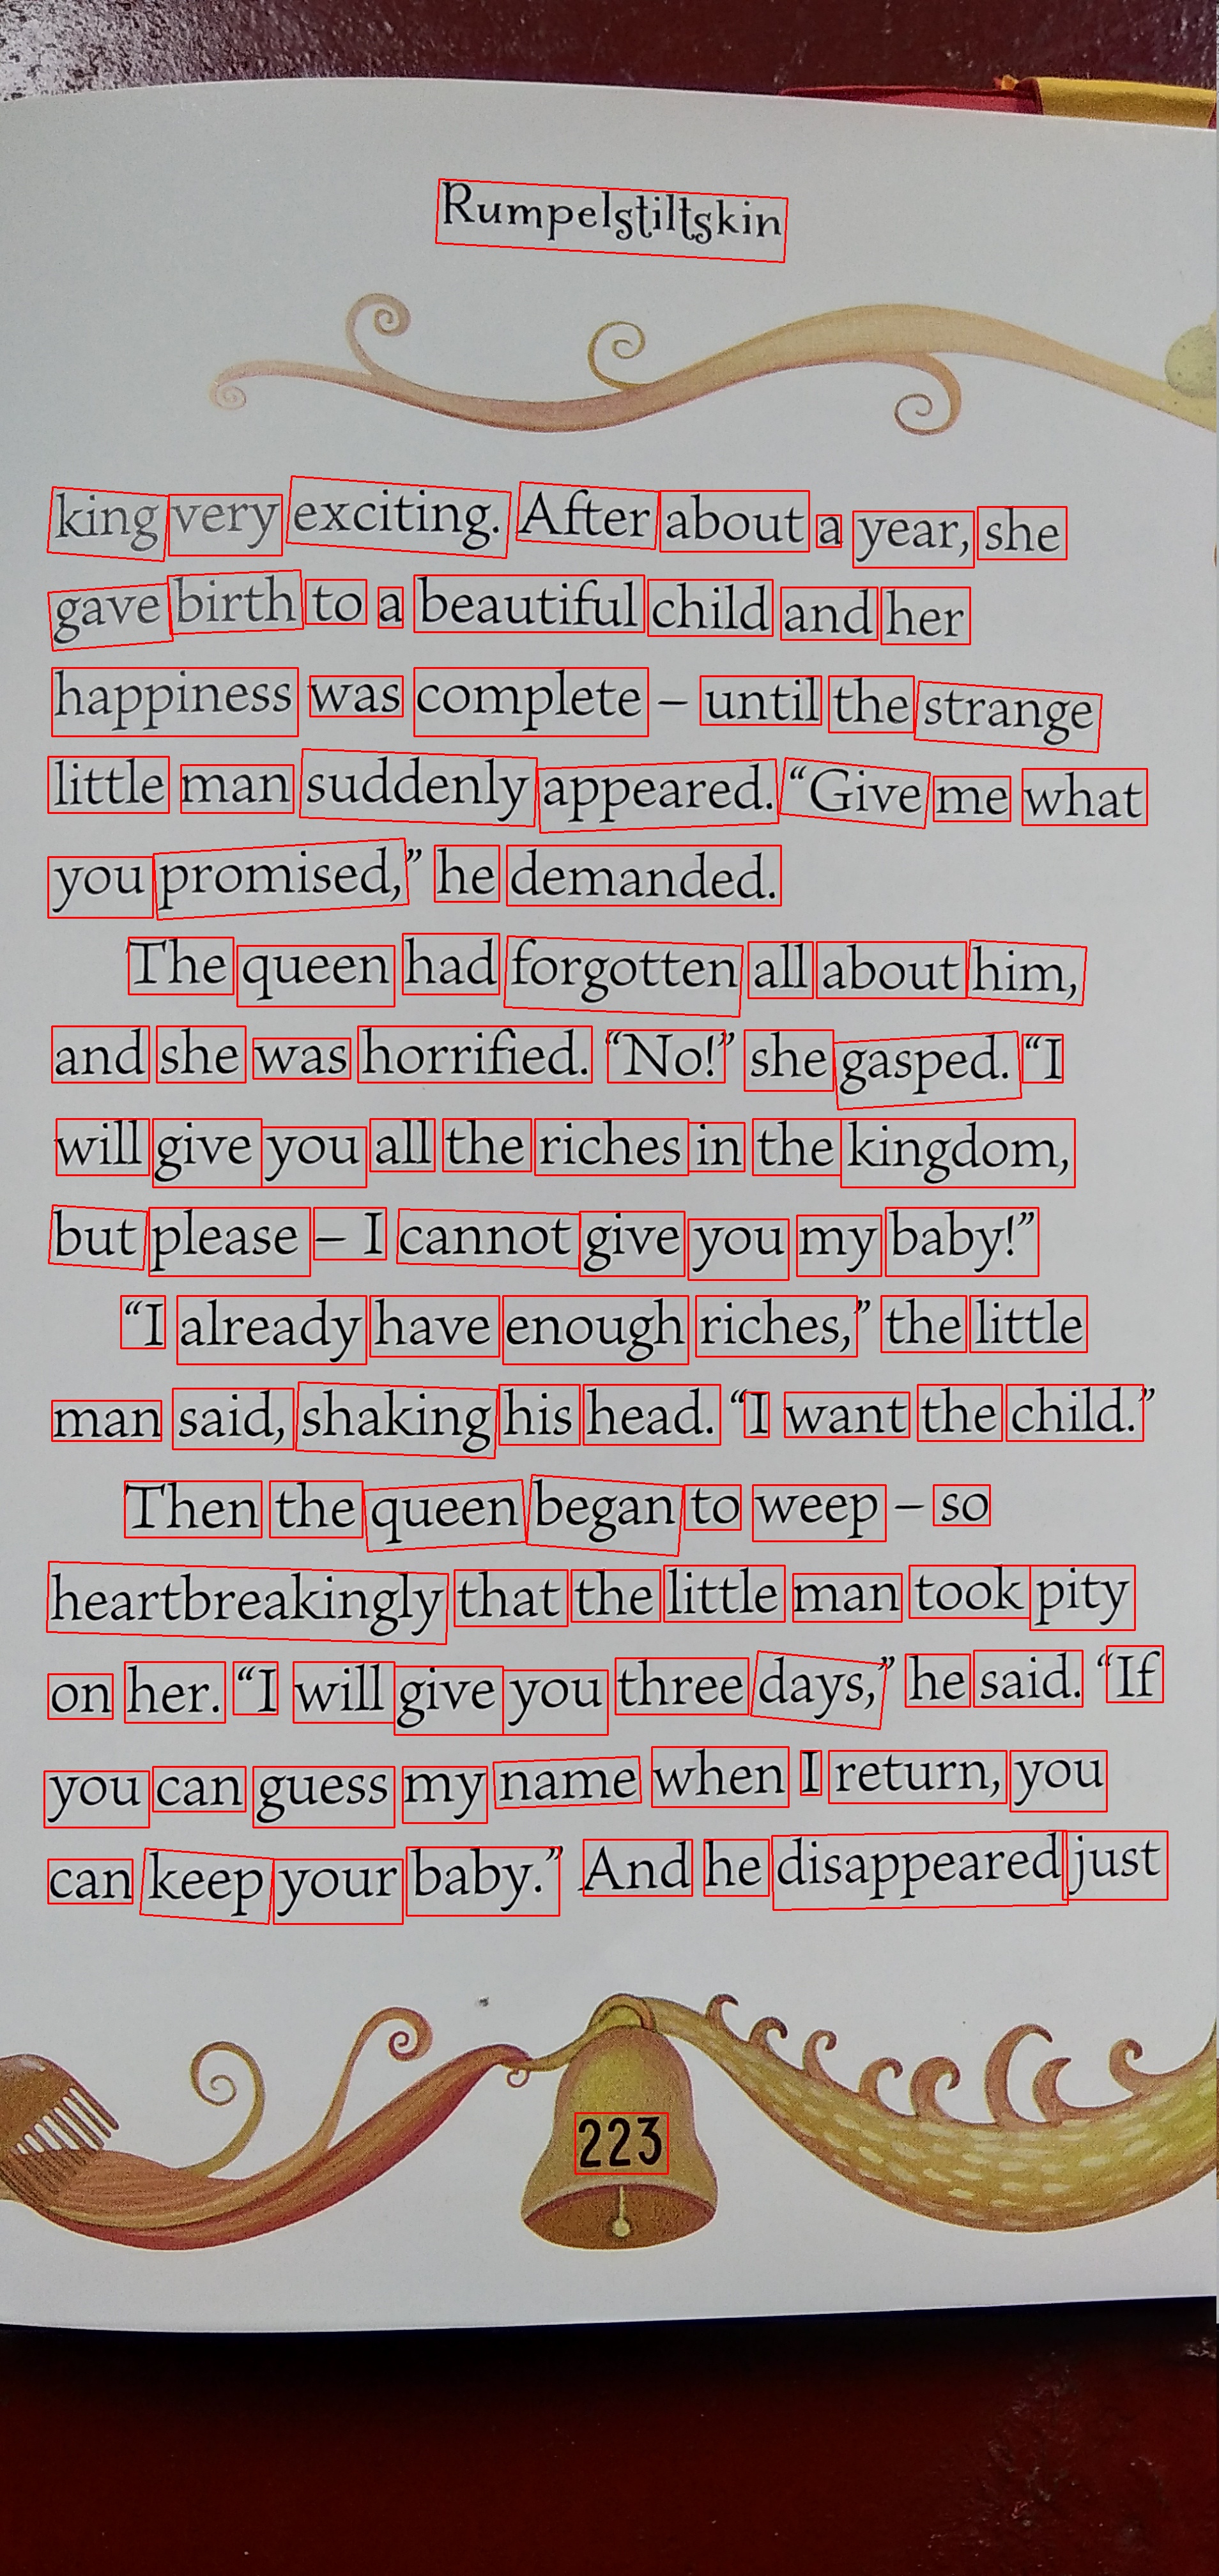 Rumpelstiltskin
king very exciting. After about a year, she
gave birth to a beautiful child and her
happiness was complete – until the strange
little man suddenly appeared. “Give me what
you promised,” he demanded.
The queen had forgotten all about him,
and she was horrified. “No!” she gasped. “I
will give you all the riches in the kingdom,
but please – I cannot give you my baby!”
“I already have enough riches,” the little
man said, shaking his head. “I want the child.”
Then the queen began to weep – so
heartbreakingly that the little man took pity
on her. “I will give you three days,” he said. “If
you can guess my name when I return, you
can keep your baby.” And he disappeared just
223